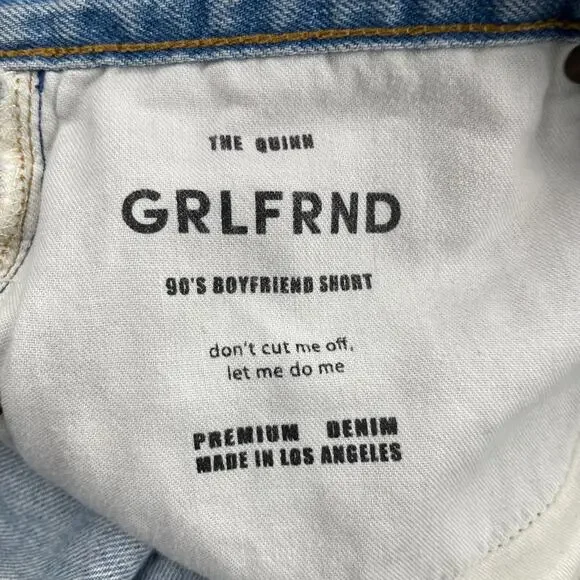 THE QUINN
GRLFRND
90'S BOYFRIEND SHORT
don't cut me off,
let me do me
PREMIUM DENIM
MADE IN LOS ANGELES